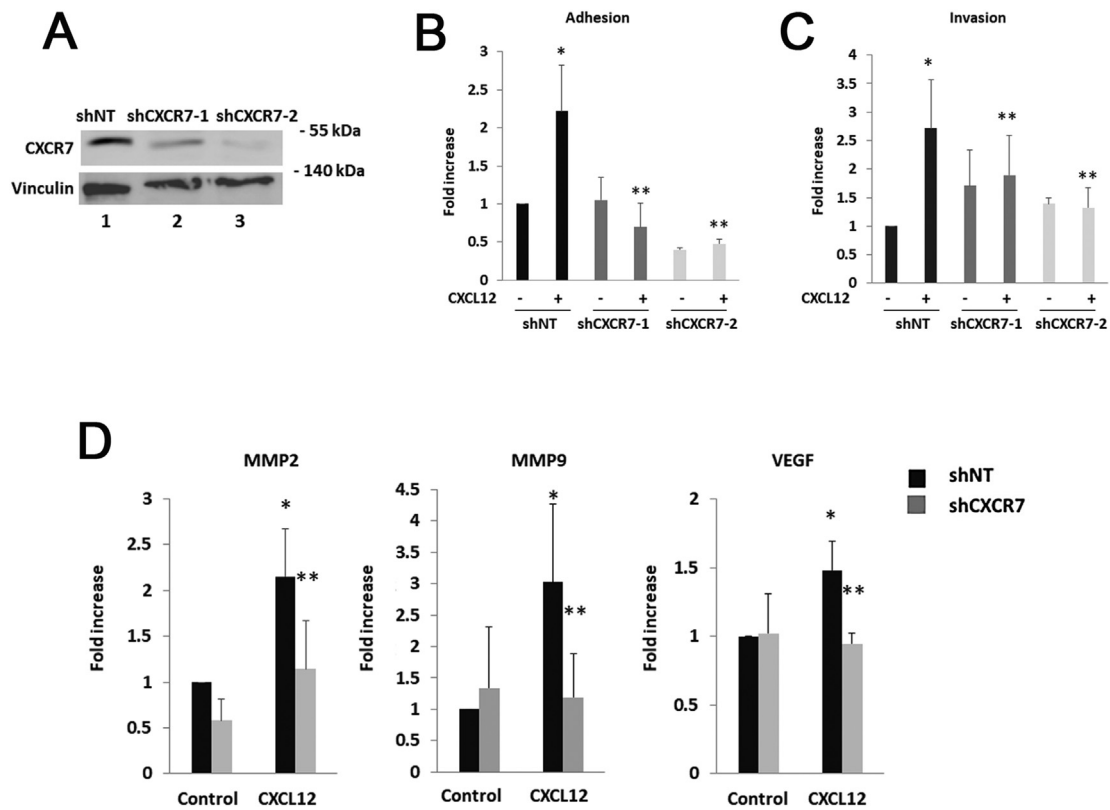 A
shNT shCXCR7-1 shCXCR7-2
CXCR7
- 55 kDa
Vinculin
- 140 kDa
1 2 3
B
Adhesion
Fold increase
3
2.5
2
1.5
1
0.5
0
*
**
**
CXCL12 - + - + - +
shNT shCXCR7-1 shCXCR7-2
C
Invasion
Fold increase
4
3.5
3
2.5
2
1.5
1
0.5
0
*
**
**
CXCL12 - + - + - +
shNT shCXCR7-1 shCXCR7-2
D
MMP2
Fold increase
3
2.5
2
1.5
1
0.5
0
*
**
Control CXCL12
MMP9
Fold increase
4.5
4
3.5
3
2.5
2
1.5
1
0.5
0
*
**
Control CXCL12
VEGF
Fold increase
2
1.5
1
0.5
0
*
**
Control CXCL12
shNT
shCXCR7